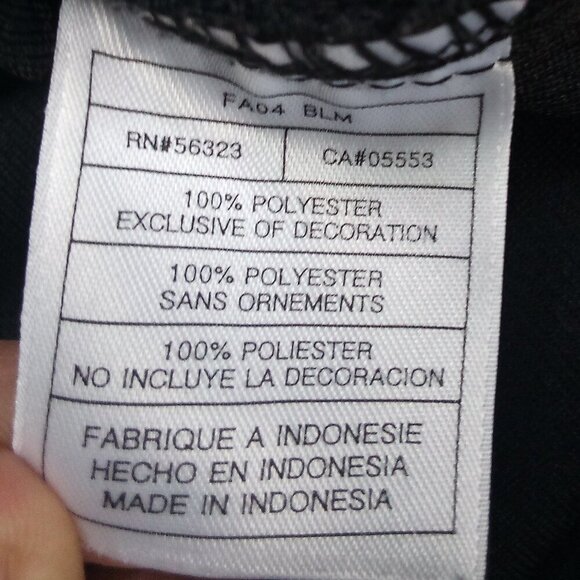 FA04 BLM
RN#56323 CA#05553
100% POLYESTER
EXCLUSIVE OF DECORATION
100% POLYESTER
SANS ORNEMENTS
100% POLIESTER
NO INCLUYE LA DECORACION
FABRIQUE A INDONESIE
HECHO EN INDONESIA
MADE IN INDONESIA